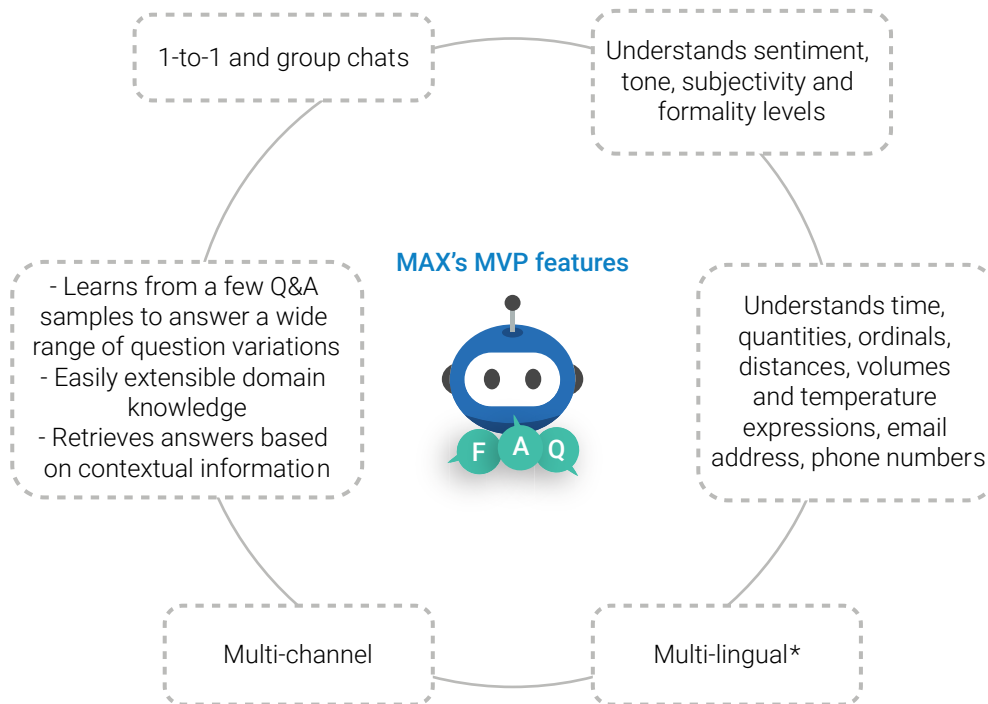 1-to-1 and group chats
Understands sentiment,
tone, subjectivity and
formality levels
MAX's MVP features
- Learns from a few Q&A
samples to answer a wide
range of question variations
- Easily extensible domain
knowledge
- Retrieves answers based
on contextual information
Understands time,
quantities, ordinals,
distances, volumes
and temperature
expressions, email
address, phone numbers
F A Q
Multi-channel
Multi-lingual*